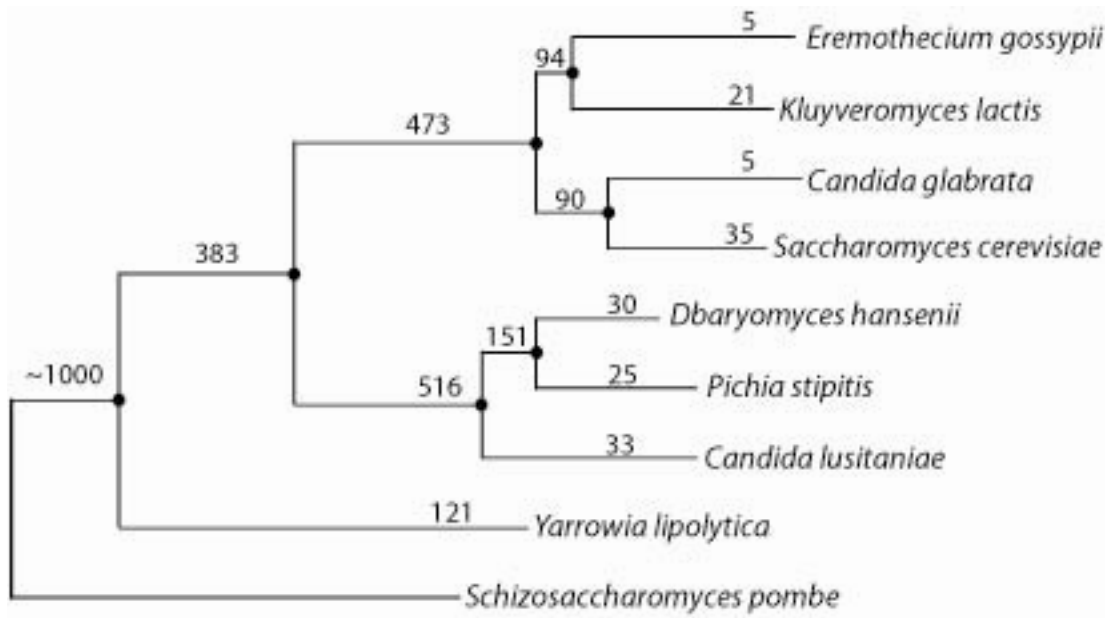 5 Eremothecium gossypii
94
21 Kluyveromyces lactis
473
5 Candida glabrata
90
35 Saccharomyces cerevisiae
383
30 Dbaryomyces hansenii
151
25 Pichia stipitis
~1000
516
33 Candida lusitaniae
121 Yarrowia lipolytica
Schizosaccharomyces pombe